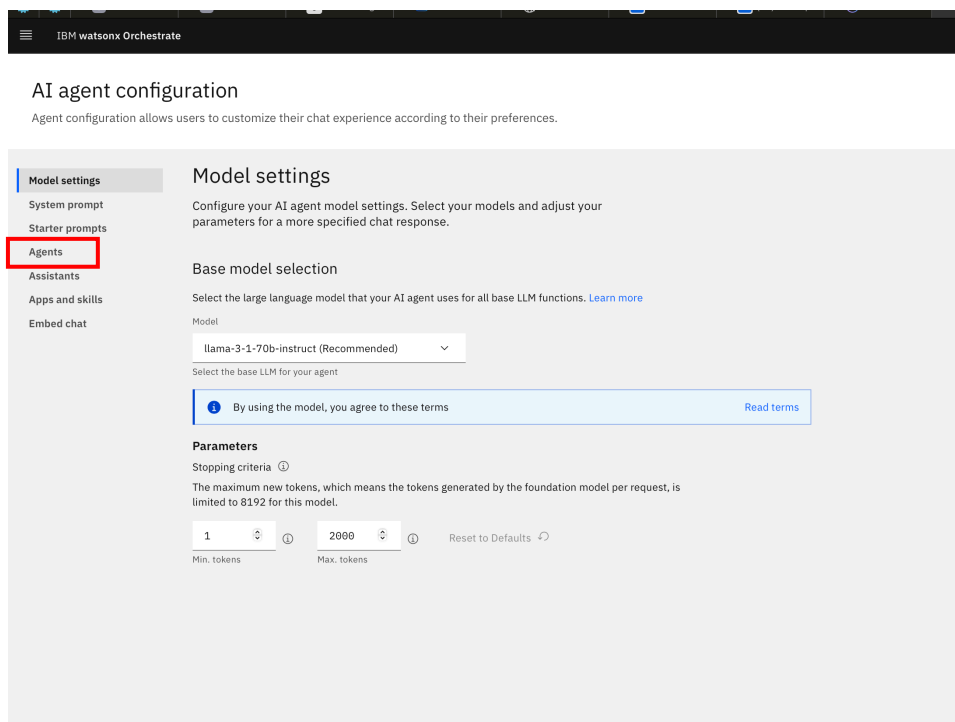 IBM watsonx Orchestrate
AI agent configuration
Agent configuration allows users to customize their chat experience according to their preferences.
Model settings
System prompt
Starter prompts
Agents
Assistants
Apps and skills
Embed chat
Model settings
Configure your AI agent model settings. Select your models and adjust your
parameters for a more specified chat response.
Base model selection
Select the large language model that your AI agent uses for all base LLM functions. Learn more
Model
llama-3-1-70b-instruct (Recommended)
Select the base LLM for your agent
By using the model, you agree to these terms Read terms
Parameters
Stopping criteria
The maximum new tokens, which means the tokens generated by the foundation model per request, is
limited to 8192 for this model.
1 2000 Reset to Defaults
Min. tokens Max. tokens